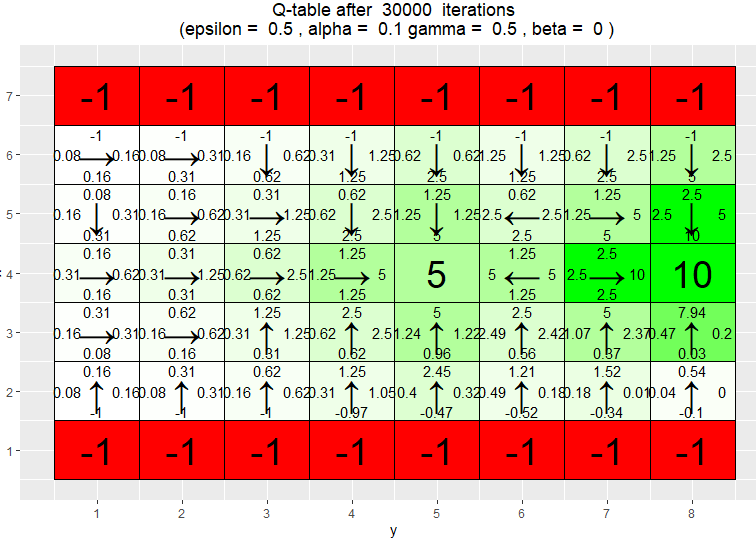 Q-table after 30000 iterations
(epsilon = 0.5 , alpha = 0.1 gamma = 0.5 , beta = 0 )
7 -1 -1 -1 -1 -1 -1 -1 -1
-1 -1 -1 -1 -1 -1 -1 -1
6 0.08 0.16 0.08 0.31 0.16 0.62 0.31 1.25 0.62 0.62 1.25 1.25 0.62 2.5 1.25 2.5
0.16 0.31 0.62 1.25 2.5 1.25 2.5 5
0.08 0.16 0.31 0.62 1.25 0.62 1.25 2.5
5 0.16 0.31 0.16 0.62 0.31 1.25 0.62 2.5 1.25 1.25 2.5 2.5 1.25 5 2.5 5
0.31 0.62 1.25 2.5 5 2.5 5 10
0.16 0.31 0.62 1.25 1.25 2.5
4 0.31 0.62 0.31 1.25 0.62 2.5 1.25 5 5 5 5 2.5 10 10
0.16 0.31 0.62 1.25 1.25 2.5
0.31 0.62 1.25 2.5 5 2.5 5 7.94
3 0.16 0.31 0.16 0.62 0.31 1.25 0.62 2.5 1.24 1.22 2.49 2.42 1.07 2.37 0.47 0.2
0.08 0.16 0.31 0.62 0.96 0.56 0.37 0.03
0.16 0.31 0.62 1.25 2.45 1.21 1.52 0.54
2 0.08 0.16 0.08 0.31 0.16 0.62 0.31 1.05 0.4 0.32 0.49 0.18 0.18 0.01 0.04 0
-1 -1 -1 -0.97 -0.47 -0.52 -0.34 -0.1
1 -1 -1 -1 -1 -1 -1 -1 -1
1 2 3 4 5 6 7 8
y